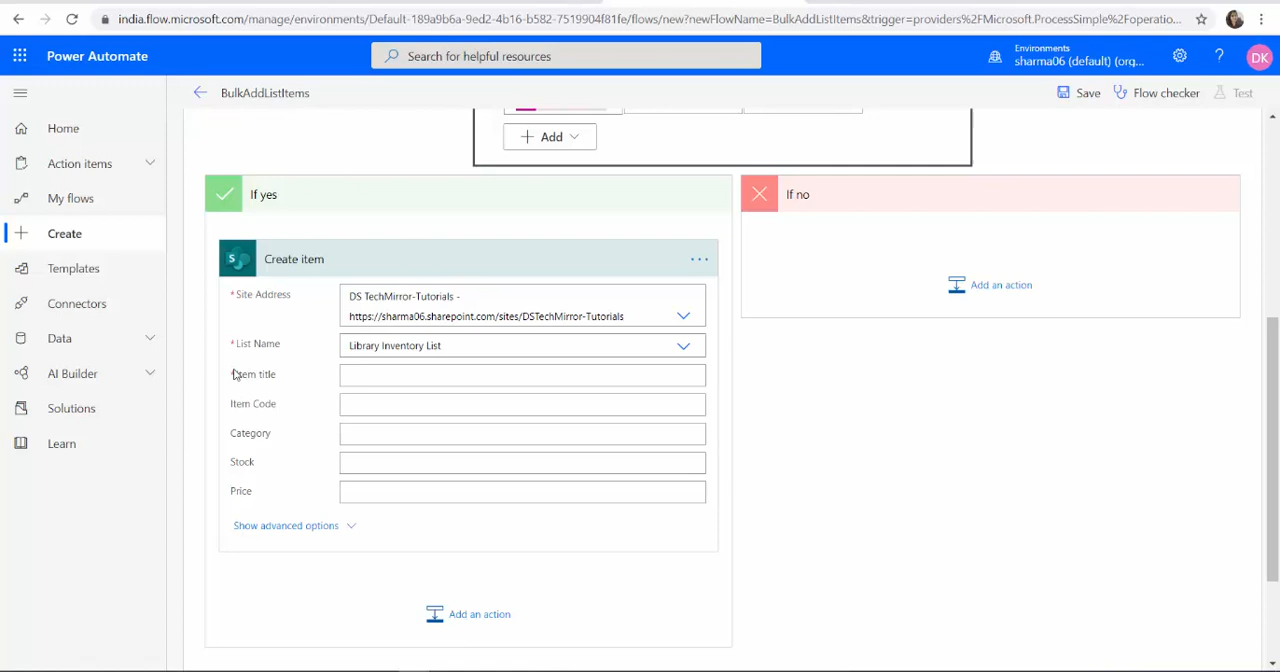 india.flow.microsoft.com/manage/environments/Default-189a9b6a-9ed2-4b16-b582-7519904f81fe/flows/new?newFlowName=BulkAddListItems&trigger=providers%2FMicrosoft.ProcessSimple%2Foperatio...
Power Automate
Search for helpful resources
Environments
sharma06 (default) (org...
?
DK
BulkAddListItems
Save
Flow checker
Test
Home
Action items
My flows
Create
Templates
Connectors
Data
AI Builder
Solutions
Learn
Add
If yes
If no
S
Create item
...
Add an action
*Site Address
DS TechMirror-Tutorials -
https://sharma06.sharepoint.com/sites/DSTechMirror-Tutorials
*List Name
Library Inventory List
*Item title
Item Code
Category
Stock
Price
Show advanced options
Add an action